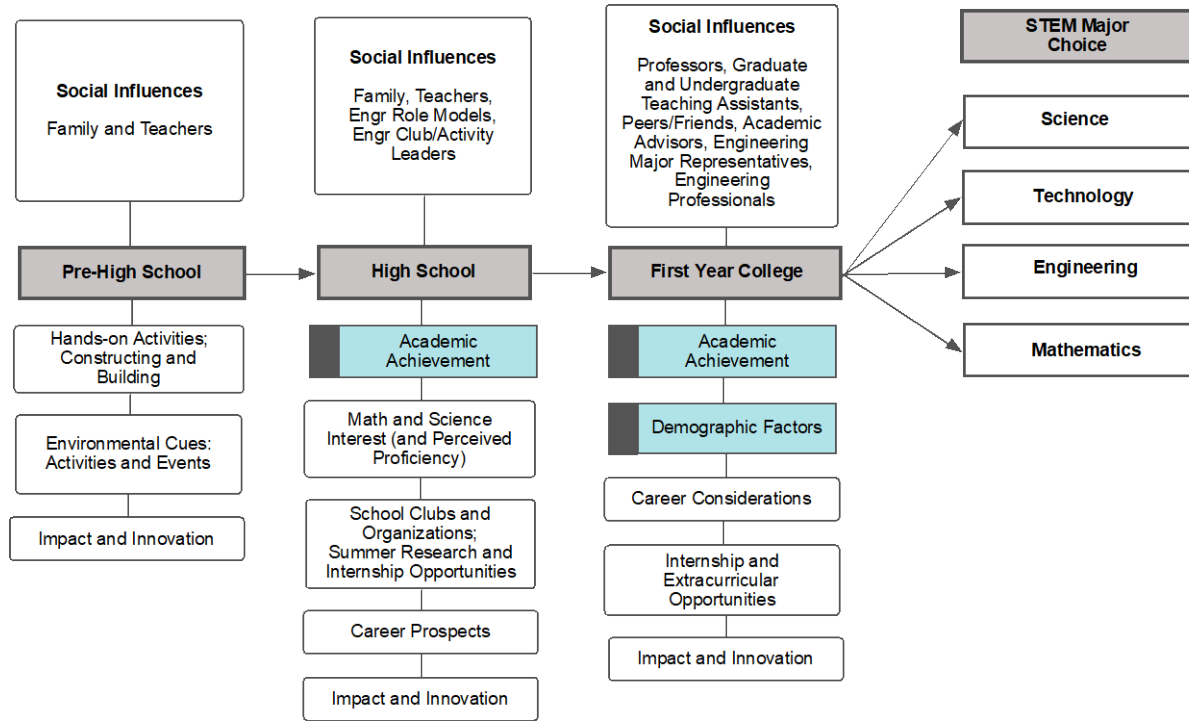 Social Influences
Family and Teachers
Pre-High School
Hands-on Activities;
Constructing and
Building
Environmental Cues:
Activities and Events
Impact and Innovation
Social Influences
Family, Teachers,
Engr Role Models,
Engr Club/Activity
Leaders
High School
Academic
Achievement
Math and Science
Interest (and Perceived
Proficiency)
School Clubs and
Organizations;
Summer Research and
Internship Opportunities
Career Prospects
Impact and Innovation
Social Influences
Professors, Graduate
and Undergraduate
Teaching Assistants,
Peers/Friends, Academic
Advisors, Engineering
Major Representatives,
Engineering
Professionals
First Year College
Academic
Achievement
Demographic Factors
Career Considerations
Internship and
Extracurricular
Opportunities
Impact and Innovation
STEM Major
Choice
Science
Technology
Engineering
Mathematics